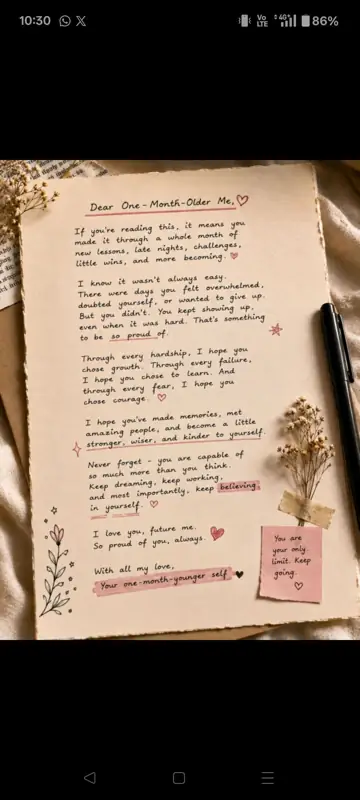 10:30
Vo
LTE
4G+
86%
Dear One-Month-Older Me,
If you're reading this, it means you
made it through a whole month of
new lessons, late nights, challenges,
little wins, and more becoming.
I know it wasn't always easy.
There were days you felt overwhelmed,
doubted yourself, or wanted to give up.
But you didn't. You kept showing up,
even when it was hard. That's something
to be so proud of.
Through every hardship, I hope you
chose growth. Through every failure,
I hope you chose to learn. And
through every fear, I hope you
chose courage.
I hope you've made memories, met
amazing people, and become a little
stronger, wiser, and kinder to yourself.
Never forget - you are capable of
so much more than you think.
Keep dreaming, keep working,
and most importantly, keep believing
in yourself.
I love you, future me.
So proud of you, always.
With all my love,
Your one-month-younger self
You are
your only
limit. Keep
going.